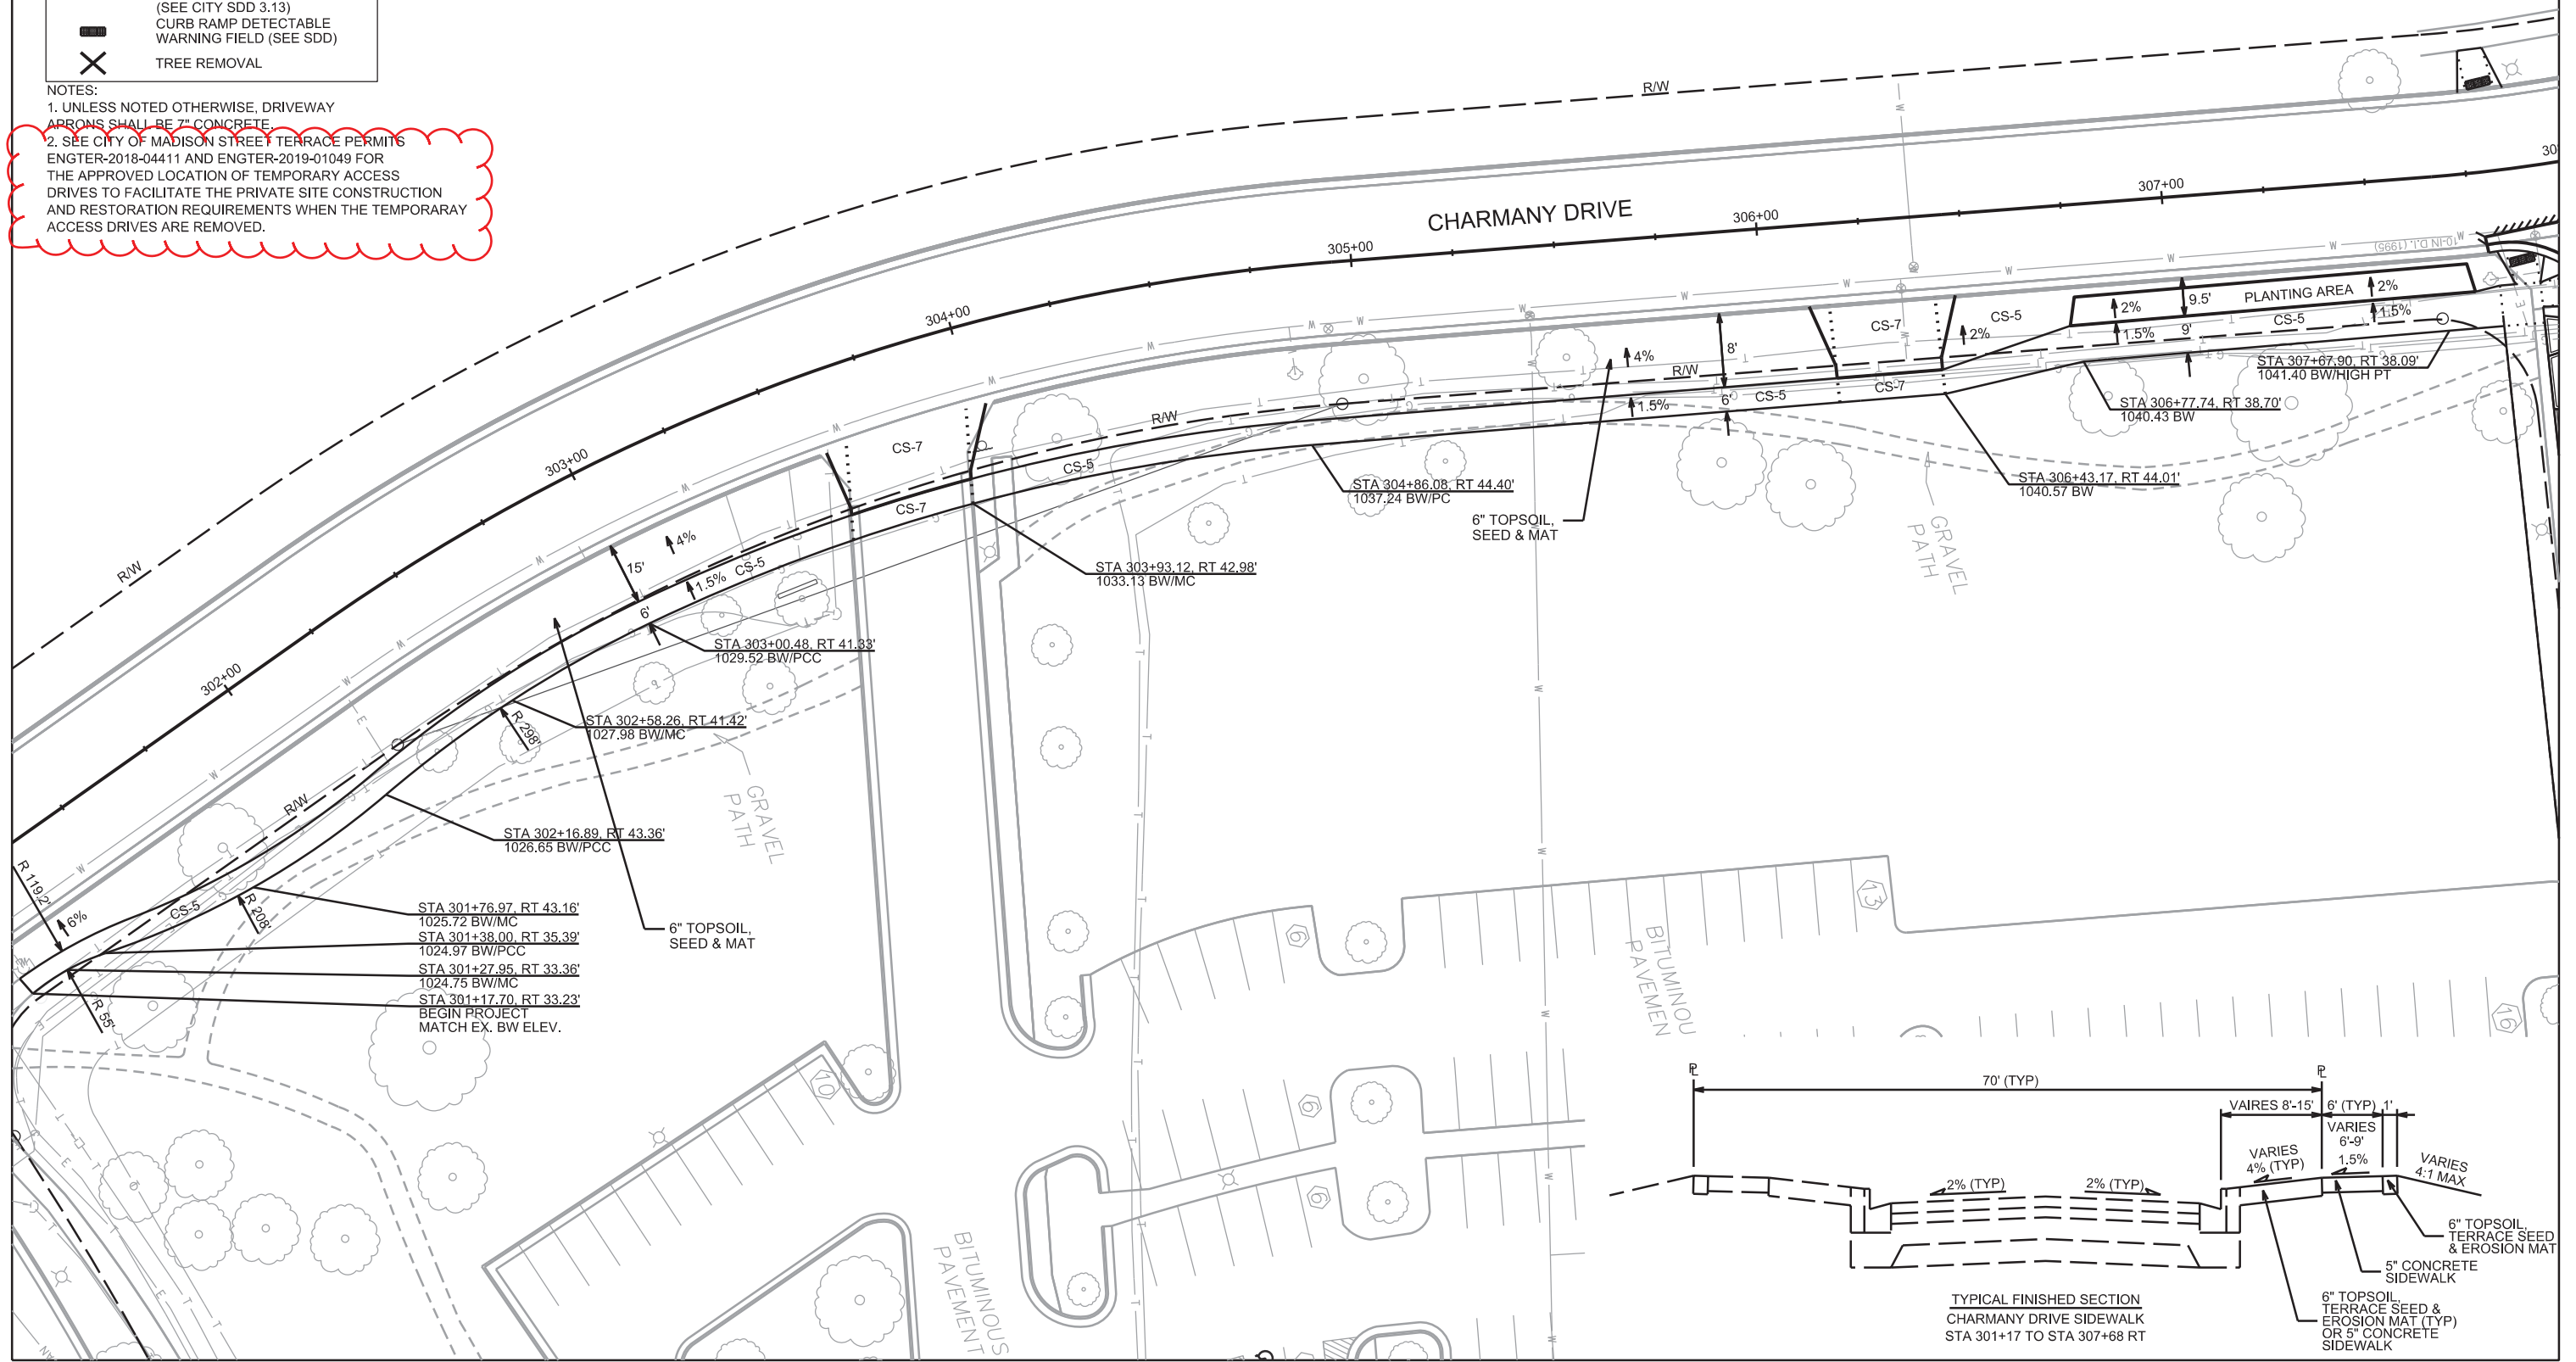 (SEE CITY SDD 3.13)
CURB RAMP DETECTABLE
WARNING FIELD (SEE SDD)
TREE REMOVAL
NOTES:
1. UNLESS NOTED OTHERWISE, DRIVEWAY
APRONS SHALL BE 7" CONCRETE.
2. SEE CITY OF MADISON STREET TERRACE PERMITS
ENGTER-2018-04411 AND ENGTER-2019-01049 FOR
THE APPROVED LOCATION OF TEMPORARY ACCESS
DRIVES TO FACILITATE THE PRIVATE SITE CONSTRUCTION
AND RESTORATION REQUIREMENTS WHEN THE TEMPORARAY
ACCESS DRIVES ARE REMOVED.
R/W
R/W
CHARMANY DRIVE
302+00
303+00
304+00
305+00
306+00
307+00
30
10-IN D.I. (1995)
PLANTING AREA
2%
2%
9.5'
1.5%
1.5%
9'
CS-5
CS-5
CS-7
2%
CS-7
STA 307+67.90, RT 38.09'
1041.40 BW/HIGH PT
STA 306+77.74, RT 38.70'
1040.43 BW
STA 306+43.17, RT 44.01'
1040.57 BW
4%
8'
R/W
1.5%
6'
CS-5
6" TOPSOIL,
SEED & MAT
GRAVEL
PATH
R/W
CS-5
STA 304+86.08, RT 44.40'
1037.24 BW/PC
CS-7
CS-7
STA 303+93.12, RT 42.98'
1033.13 BW/MC
4%
15'
1.5%
CS-5
6'
STA 303+00.48, RT 41.33'
1029.52 BW/PCC
R 298'
STA 302+58.26, RT 41.42'
1027.98 BW/MC
GRAVEL
PATH
R/W
STA 302+16.89, RT 43.36'
1026.65 BW/PCC
R 119.2'
6%
CS-5
R 208'
R 55'
STA 301+76.97, RT 43.16'
1025.72 BW/MC
STA 301+38.00, RT 35.39'
1024.97 BW/PCC
STA 301+27.95, RT 33.36'
1024.75 BW/MC
STA 301+17.70, RT 33.23'
BEGIN PROJECT
MATCH EX. BW ELEV.
6" TOPSOIL,
SEED & MAT
10
6
13
6
6
16
BITUMINOU
PAVEMEN
BITUMINOUS
PAVEMENT
PL
PL
70' (TYP)
VAIRES 8'-15'
6' (TYP)
1'
VARIES
6'-9'
VARIES
4% (TYP)
1.5%
VARIES
4:1 MAX
2% (TYP)
2% (TYP)
6" TOPSOIL,
TERRACE SEED
& EROSION MAT
5" CONCRETE
SIDEWALK
6" TOPSOIL,
TERRACE SEED &
EROSION MAT (TYP)
OR 5" CONCRETE
SIDEWALK
TYPICAL FINISHED SECTION
CHARMANY DRIVE SIDEWALK
STA 301+17 TO STA 307+68 RT